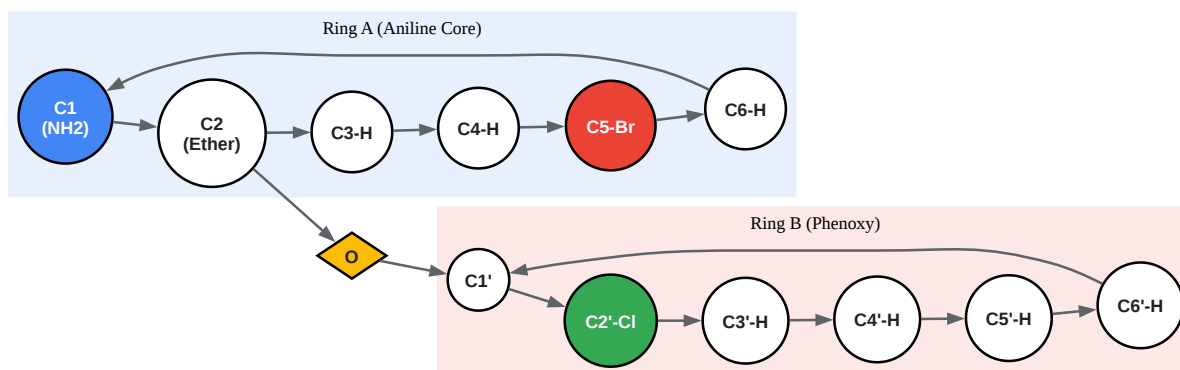 Ring A (Aniline Core)
C1
(NH2)
C2
(Ether)
C3-H
C4-H
C5-Br
C6-H
O
Ring B (Phenoxy)
C1'
C2'-Cl
C3'-H
C4'-H
C5'-H
C6'-H